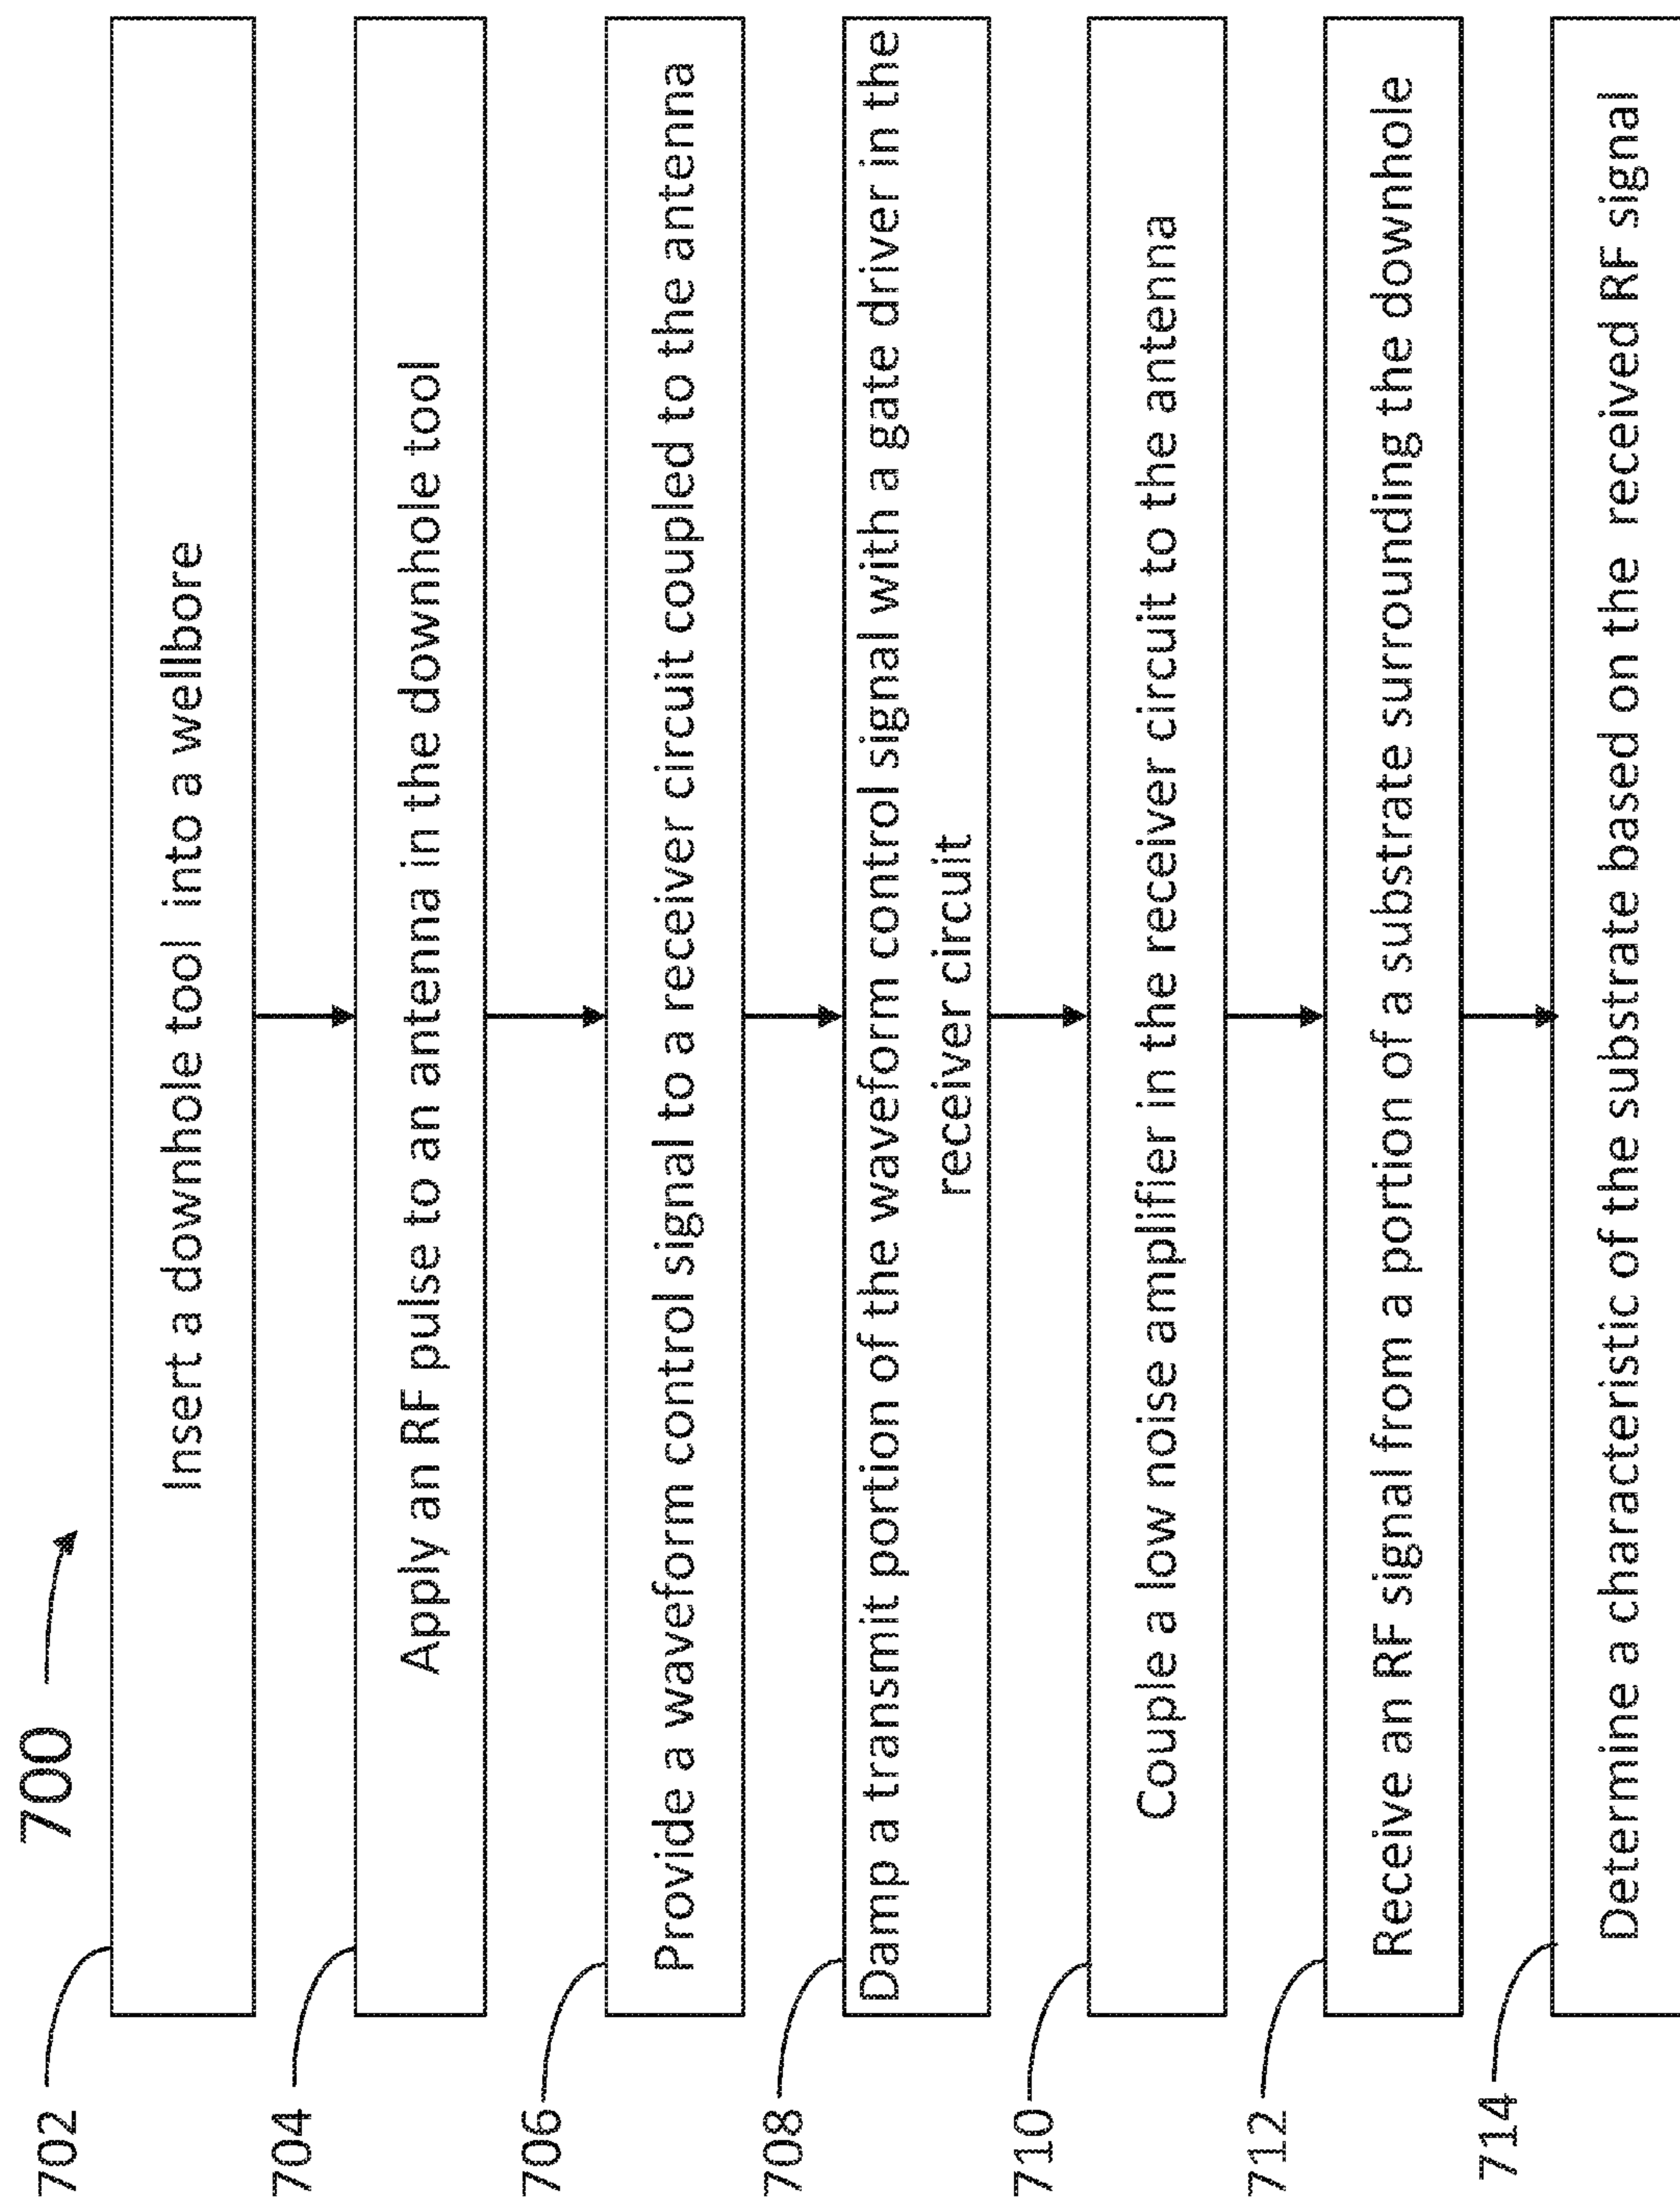 700
702
Insert a downhole tool into a wellbore
704
Apply an RF pulse to an antenna in the downhole tool
706
Provide a waveform control signal to a receiver circuit coupled to the antenna
708
Damp a transmit portion of the waveform control signal with a gate driver in the
receiver circuit
710
Couple a low noise amplifier in the receiver circuit to the antenna
712
Receive an RF signal from a portion of a substrate surrounding the downhole
714
Determine a characteristic of the substrate based on the received RF signal